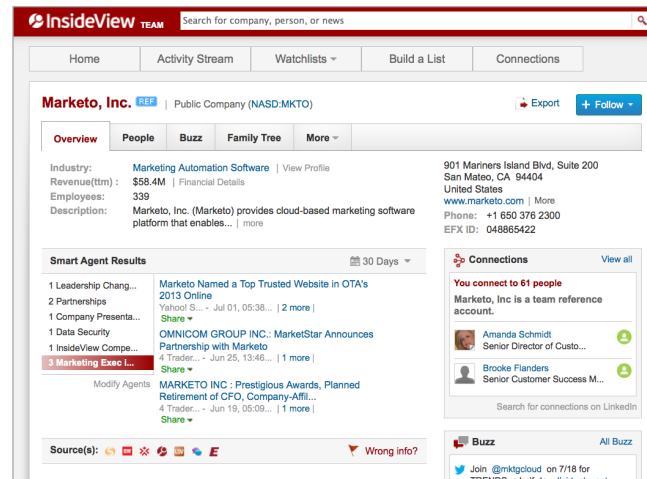 InsideView TEAM
Search for company, person, or news
Home
Activity Stream
Watchlists
Build a List
Connections
Marketo, Inc. REF | Public Company (NASD:MKTO)
Export
+ Follow
Overview
People
Buzz
Family Tree
More
Industry: Marketing Automation Software | View Profile
Revenue(ttm) : $58.4M | Financial Details
Employees: 339
Description: Marketo, Inc. (Marketo) provides cloud-based marketing software
platform that enables... | more
901 Mariners Island Blvd, Suite 200
San Mateo, CA 94404
United States
www.marketo.com | More
Phone: +1 650 376 2300
EFX ID: 048865422
Smart Agent Results
30 Days
1 Leadership Chang...
2 Partnerships
1 Company Presenta...
1 Data Security
1 InsideView Compe...
3 Marketing Exec i...
Modify Agents
Marketo Named a Top Trusted Website in OTA's
2013 Online
Yahoo! S... - Jul 01, 05:38... | 2 more |
Share
OMNICOM GROUP INC.: MarketStar Announces
Partnership with Marketo
4 Trader... - Jun 25, 13:46... | 1 more |
Share
MARKETO INC : Prestigious Awards, Planned
Retirement of CFO, Company-Affil...
4 Trader... - Jun 19, 05:09... | 1 more |
Share
Source(s):
Wrong info?
Connections
View all
You connect to 61 people
Marketo, Inc is a team reference
account.
Amanda Schmidt
Senior Director of Custo...
Brooke Flanders
Senior Customer Success M...
Search for connections on LinkedIn
Buzz
All Buzz
Join @mktgcloud on 7/18 for